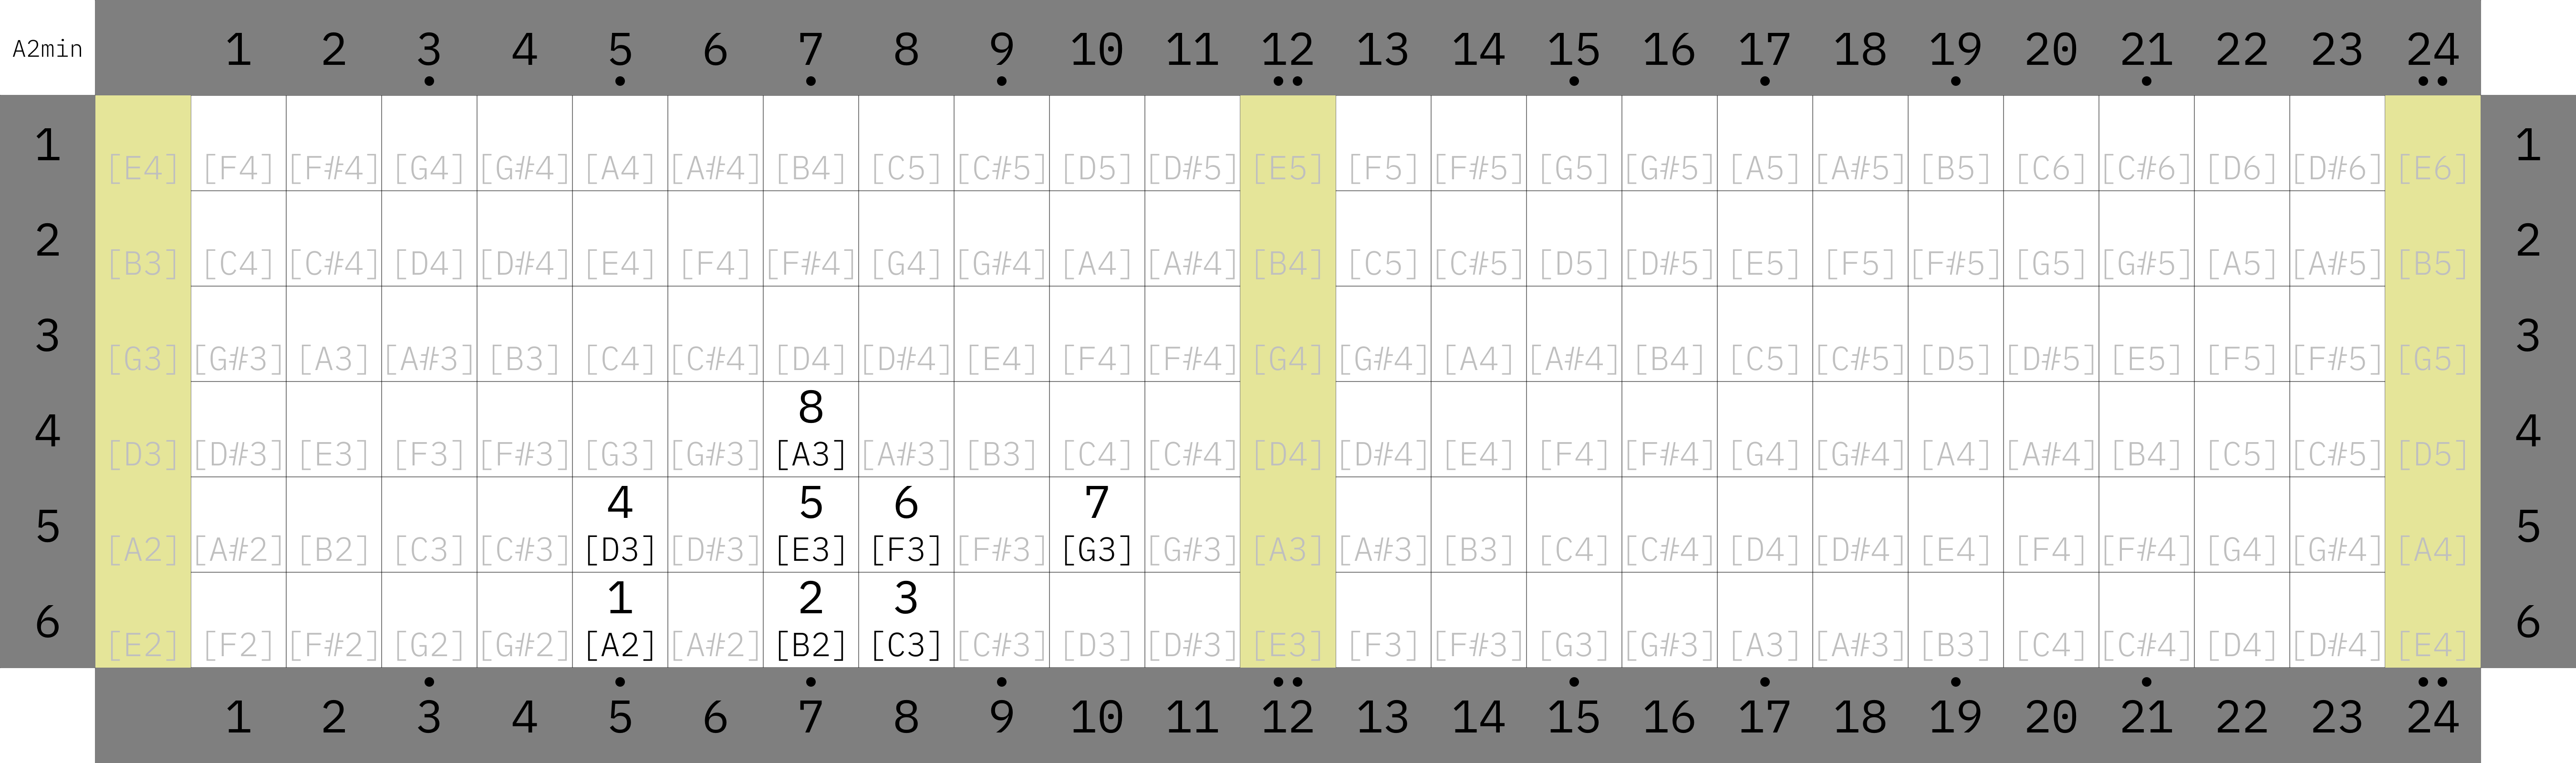 A2min 1 2 3 4 5 6 7 8 9 10 11 12 13 14 15 16 17 18 19 20 21 22 23 24
1 [E4] [F4] [F#4] [G4] [G#4] [A4] [A#4] [B4] [C5] [C#5] [D5] [D#5] [E5] [F5] [F#5] [G5] [G#5] [A5] [A#5] [B5] [C6] [C#6] [D6] [D#6] [E6] 1
2 [B3] [C4] [C#4] [D4] [D#4] [E4] [F4] [F#4] [G4] [G#4] [A4] [A#4] [B4] [C5] [C#5] [D5] [D#5] [E5] [F5] [F#5] [G5] [G#5] [A5] [A#5] [B5] 2
3 [G3] [G#3] [A3] [A#3] [B3] [C4] [C#4] [D4] [D#4] [E4] [F4] [F#4] [G4] [G#4] [A4] [A#4] [B4] [C5] [C#5] [D5] [D#5] [E5] [F5] [F#5] [G5] 3
8
4 [D3] [D#3] [E3] [F3] [F#3] [G3] [G#3] [A3] [A#3] [B3] [C4] [C#4] [D4] [D#4] [E4] [F4] [F#4] [G4] [G#4] [A4] [A#4] [B4] [C5] [C#5] [D5] 4
4 5 6 7
5 [A2] [A#2] [B2] [C3] [C#3] [D3] [D#3] [E3] [F3] [F#3] [G3] [G#3] [A3] [A#3] [B3] [C4] [C#4] [D4] [D#4] [E4] [F4] [F#4] [G4] [G#4] [A4] 5
1 2 3
6 [E2] [F2] [F#2] [G2] [G#2] [A2] [A#2] [B2] [C3] [C#3] [D3] [D#3] [E3] [F3] [F#3] [G3] [G#3] [A3] [A#3] [B3] [C4] [C#4] [D4] [D#4] [E4] 6
1 2 3 4 5 6 7 8 9 10 11 12 13 14 15 16 17 18 19 20 21 22 23 24